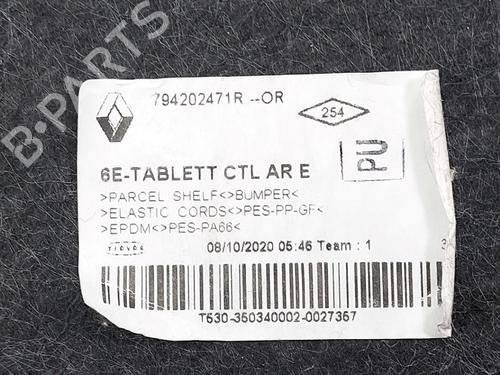 B-PARTS
794202471R --OR
254
6E-TABLETT CTL AR E
PU
>PARCEL SHELF<>BUMPER<
>ELASTIC CORDS<>PES-PP-GF<
>EPDM<>PES-PA66<
08/10/2020 05:46 Team : 1
T530-350340002-0027357